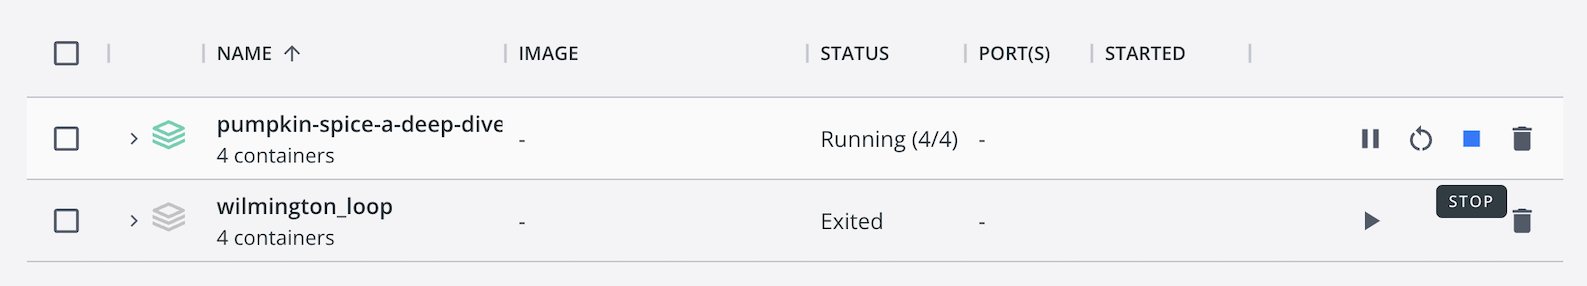 NAME IMAGE STATUS PORT(S) STARTED
pumpkin-spice-a-deep-dive - Running (4/4) -
4 containers
STOP
wilmington_loop - Exited -
4 containers